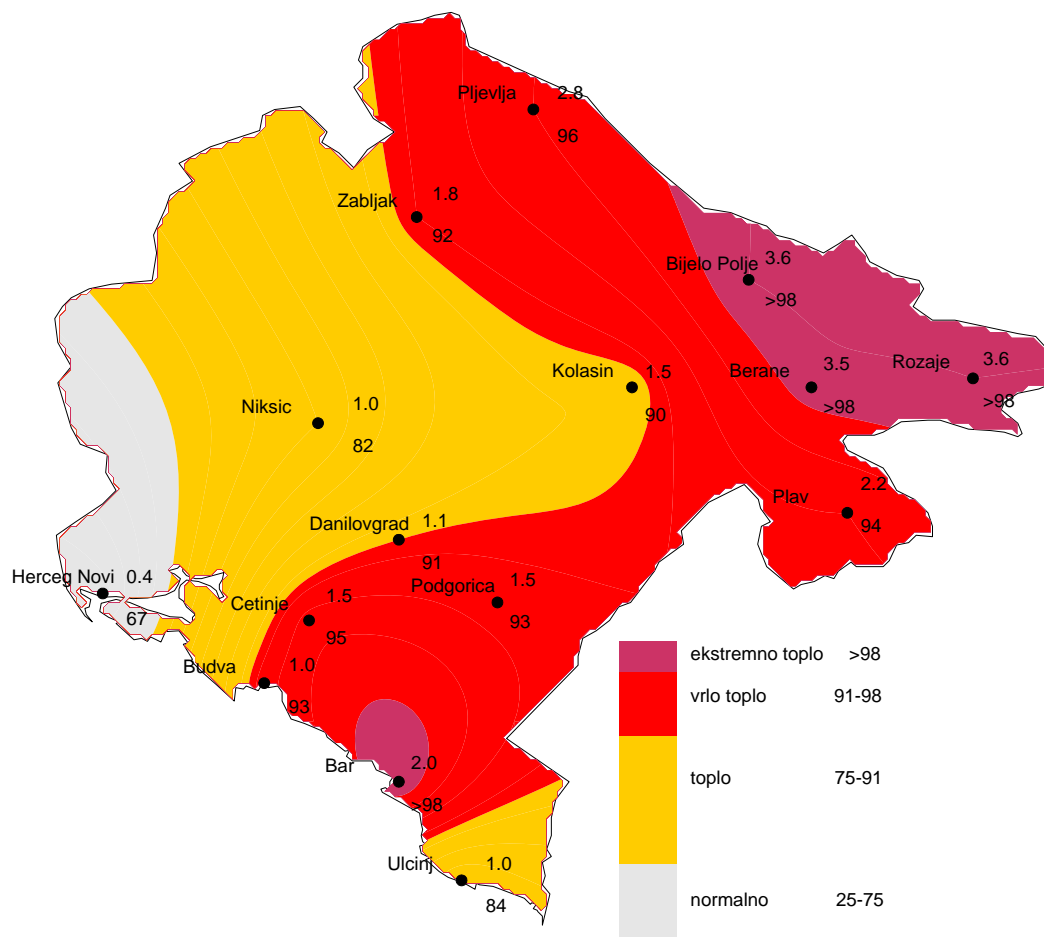 Pljevlja 2.8
96
Zabljak 1.8
92
Bijelo Polje 3.6
>98
Kolasin 1.5
90
Berane 3.5
>98
Rozaje 3.6
>98
Niksic 1.0
82
Plav 2.2
94
Danilovgrad 1.1
91
Herceg Novi 0.4
67
Cetinje 1.5
95
Podgorica 1.5
93
Budva 1.0
93
Bar 2.0
>98
Ulcinj 1.0
84
ekstremno toplo >98
vrlo toplo 91-98
toplo 75-91
normalno 25-75